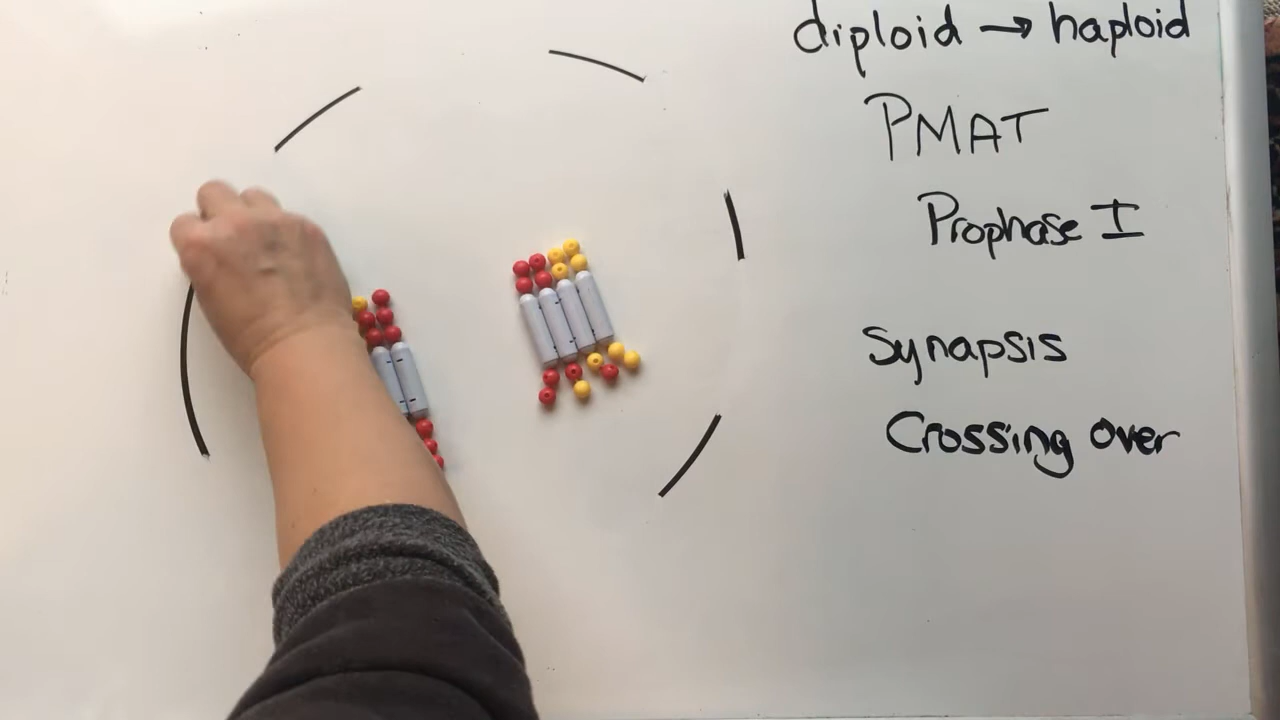 diploid → haploid
PMAT
Prophase I
Synapsis
Crossing Over